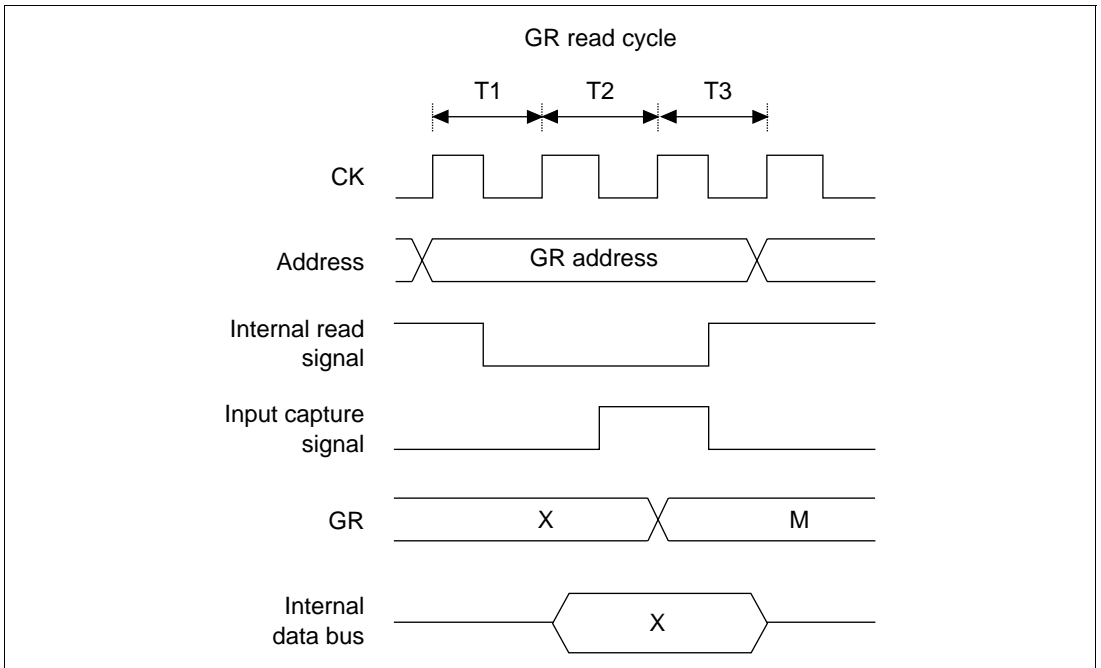 GR read cycle
T1 T2 T3
CK
Address
GR address
Internal read
signal
Input capture
signal
GR
X
M
Internal
data bus
X